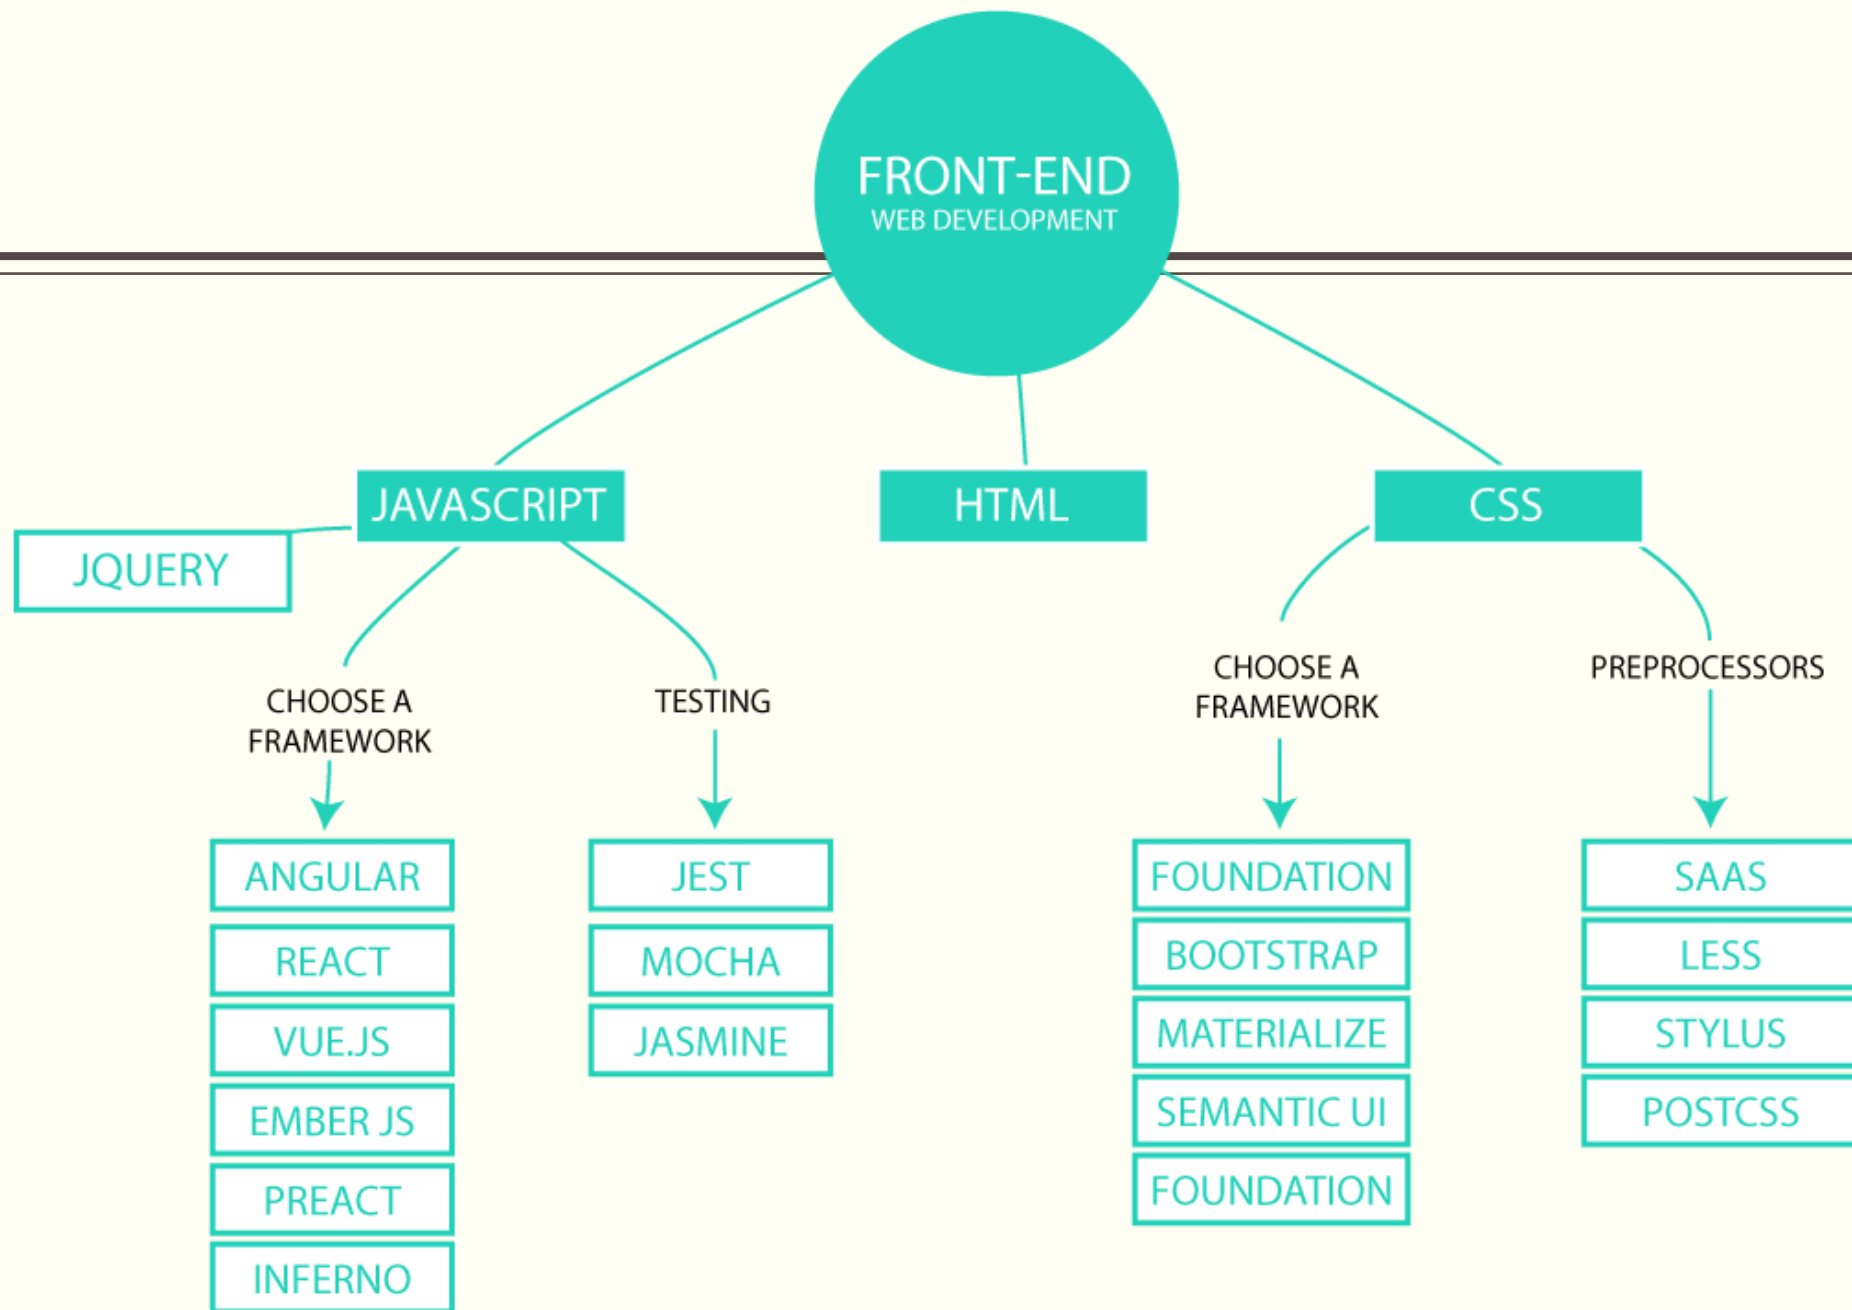 FRONT-END
WEB DEVELOPMENT
JAVASCRIPT
HTML
CSS
JQUERY
CHOOSE A
FRAMEWORK
TESTING
CHOOSE A
FRAMEWORK
PREPROCESSORS
ANGULAR
REACT
VUE.JS
EMBER JS
PREACT
INFERNO
JEST
MOCHA
JASMINE
FOUNDATION
BOOTSTRAP
MATERIALIZE
SEMANTIC UI
FOUNDATION
SAAS
LESS
STYLUS
POSTCSS